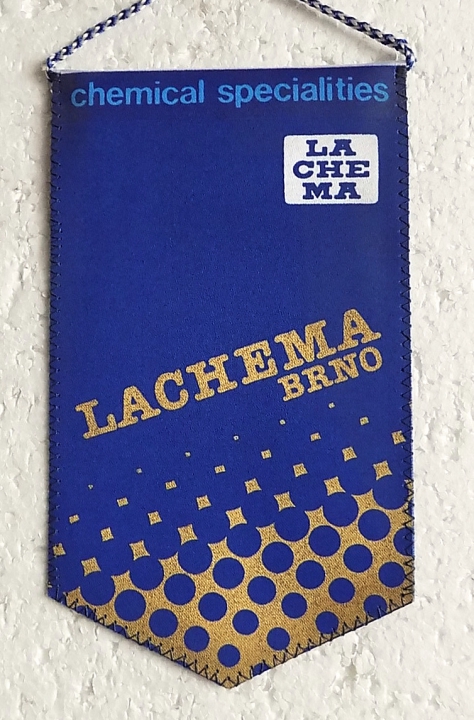 chemical specialities
LA
CHE
MA
LACHEMA
BRNO